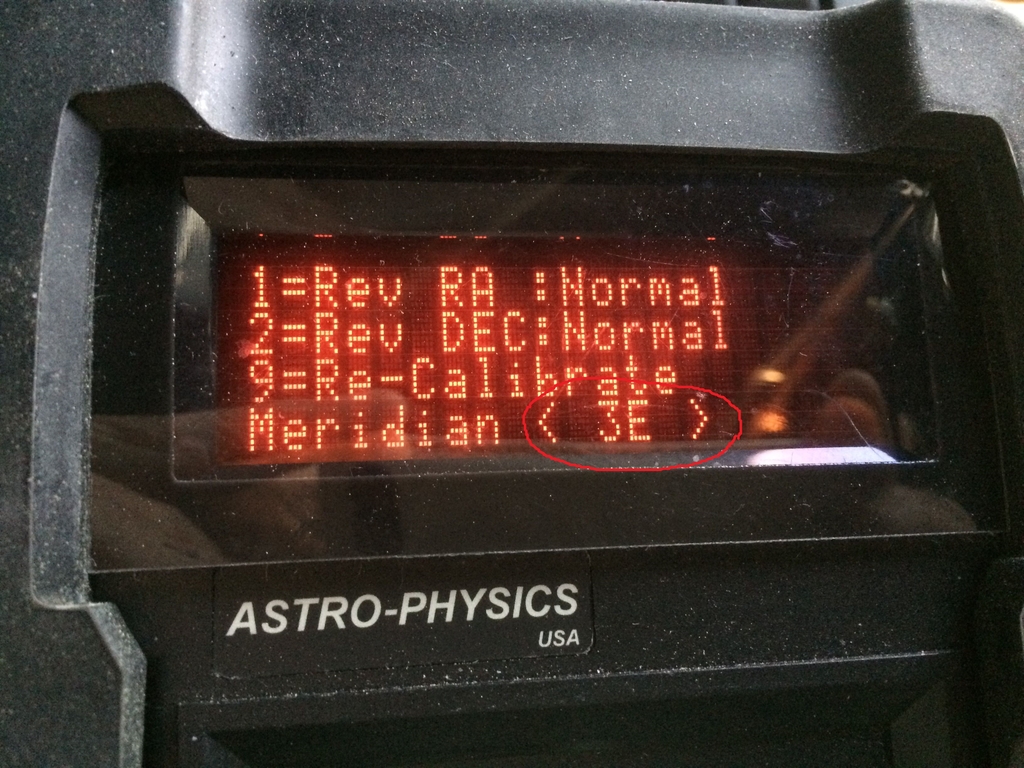 1=Rev RA :Normal
2=Rev DEC:Normal
9=Re-Calibrate
Meridian < 3E >
ASTRO-PHYSICS
USA